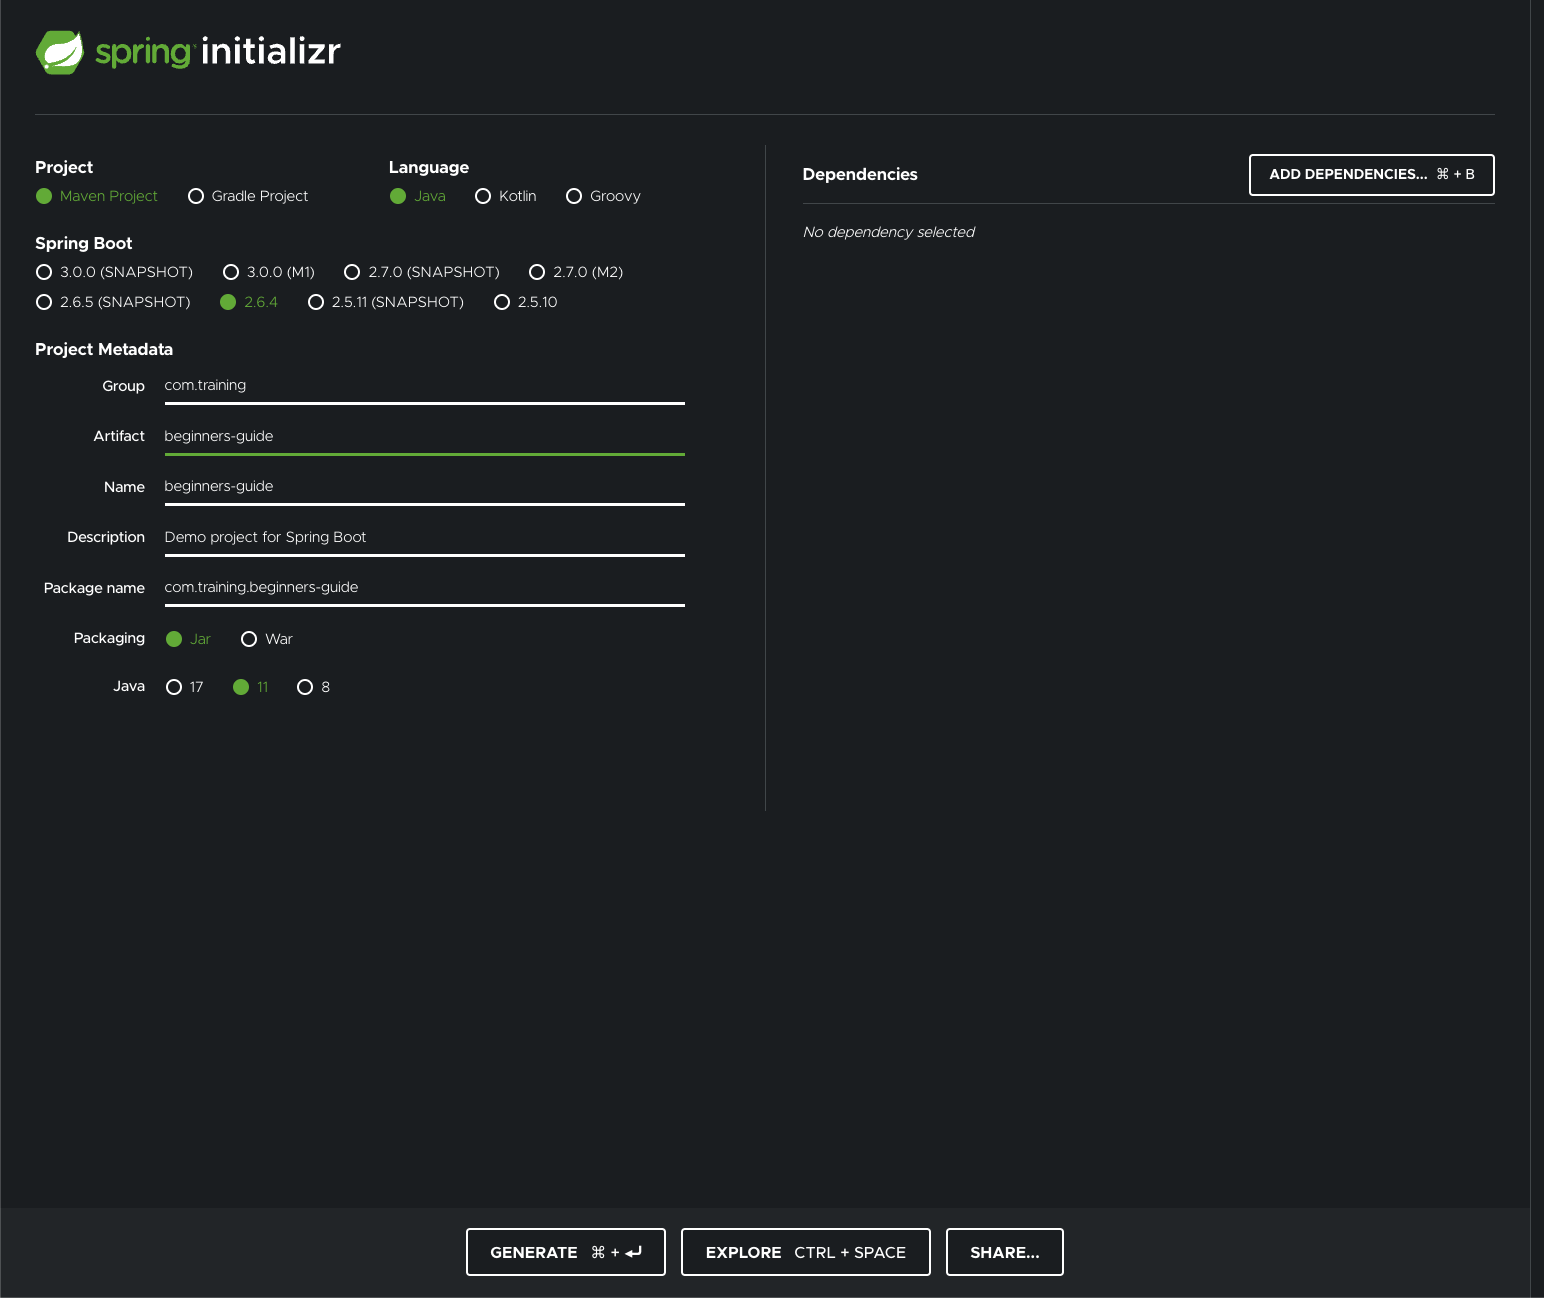 spring initializr
Project
Maven Project Gradle Project
Language
Java Kotlin Groovy
Spring Boot
3.0.0 (SNAPSHOT) 3.0.0 (M1) 2.7.0 (SNAPSHOT) 2.7.0 (M2)
2.6.5 (SNAPSHOT) 2.6.4 2.5.11 (SNAPSHOT) 2.5.10
Project Metadata
Group com.training
Artifact beginners-guide
Name beginners-guide
Description Demo project for Spring Boot
Package name com.training.beginners-guide
Packaging Jar War
Java 17 11 8
Dependencies ADD DEPENDENCIES... ⌘ + B
No dependency selected
GENERATE ⌘ + ⏎ EXPLORE CTRL + SPACE SHARE...